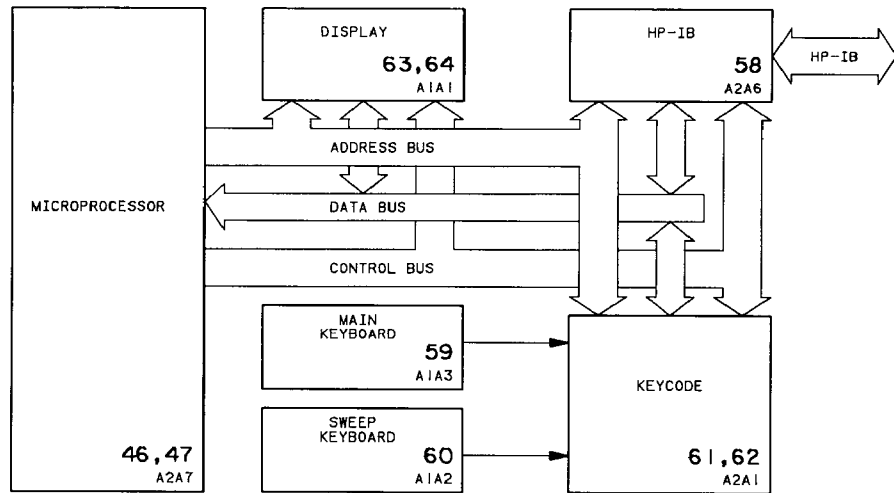 DISPLAY
63,64
A1A1
HP-IB
58
A2A6
HP-IB
ADDRESS BUS
MICROPROCESSOR
DATA BUS
CONTROL BUS
46,47
A2A7
MAIN
KEYBOARD
59
A1A3
SWEEP
KEYBOARD
60
A1A2
KEYCODE
61,62
A2A1